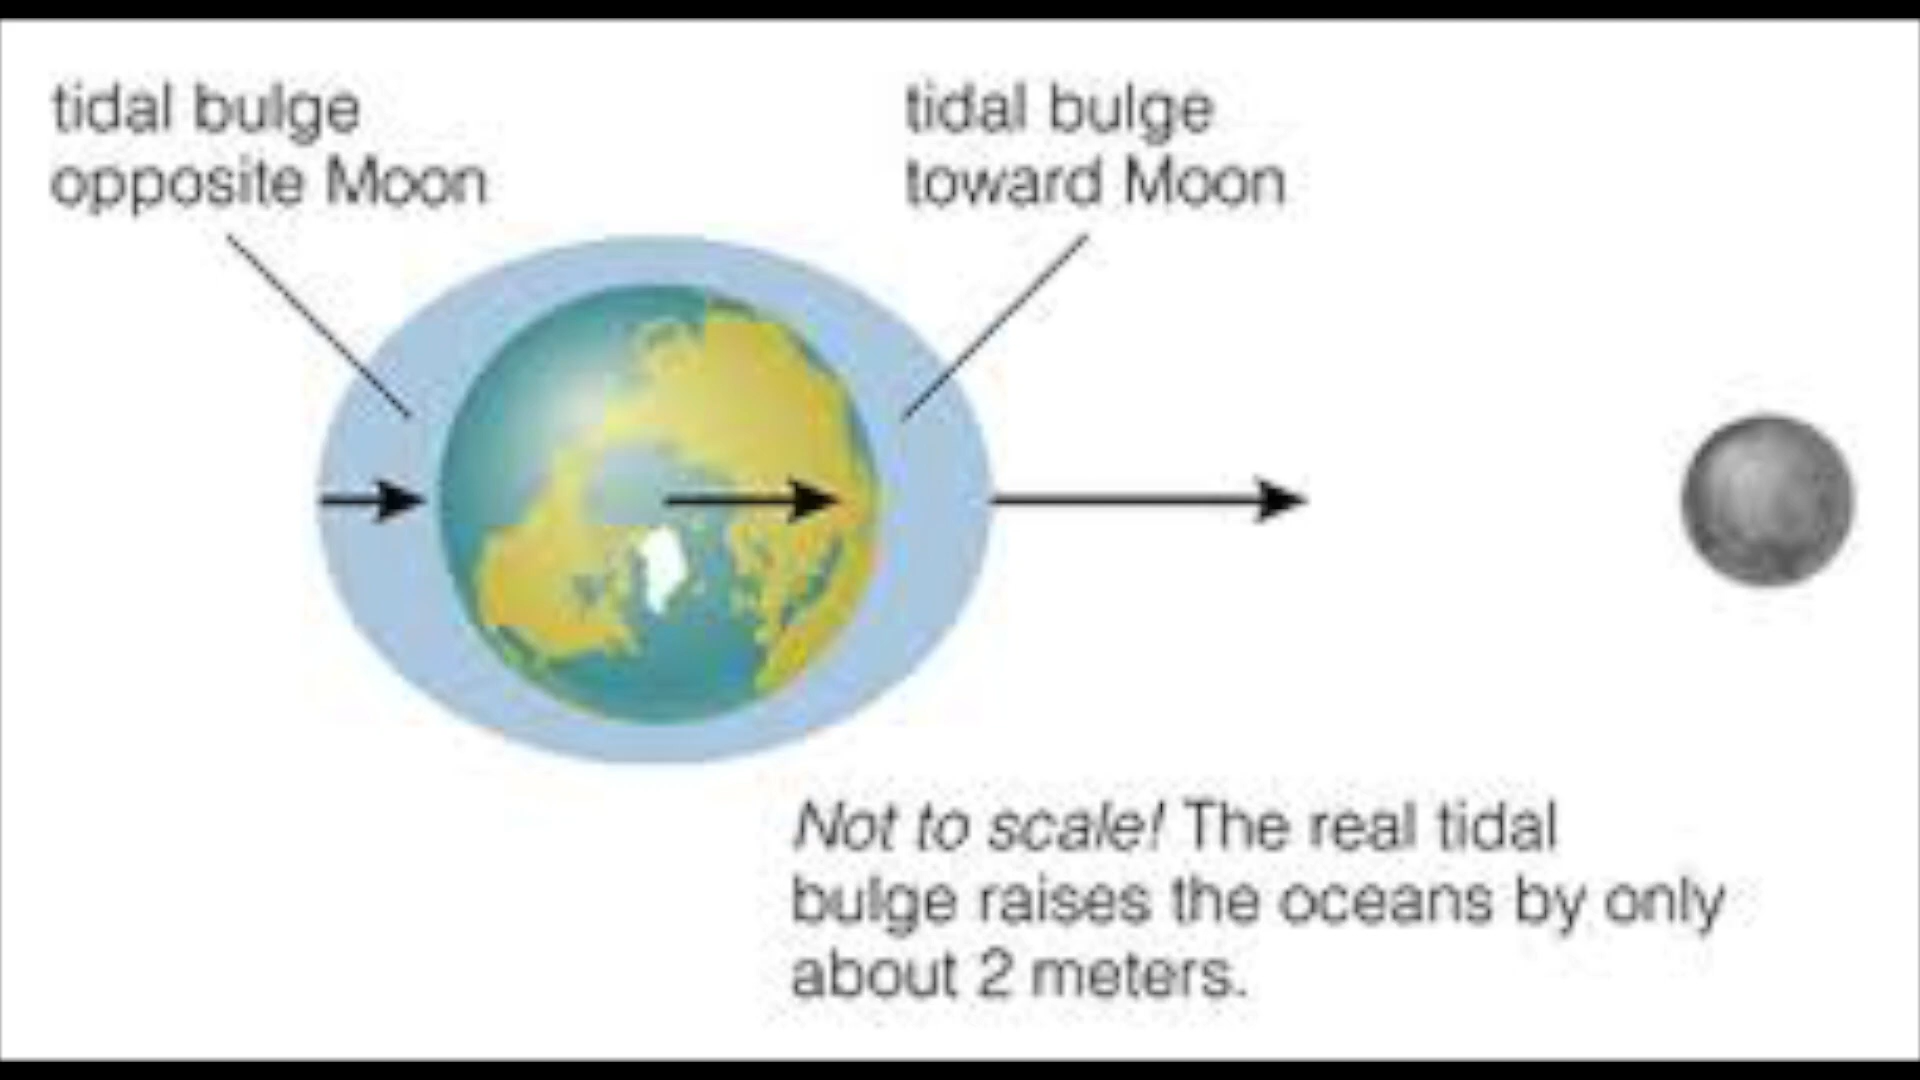 tidal bulge
opposite Moon
tidal bulge
toward Moon
Not to scale! The real tidal
bulge raises the oceans by only
about 2 meters.